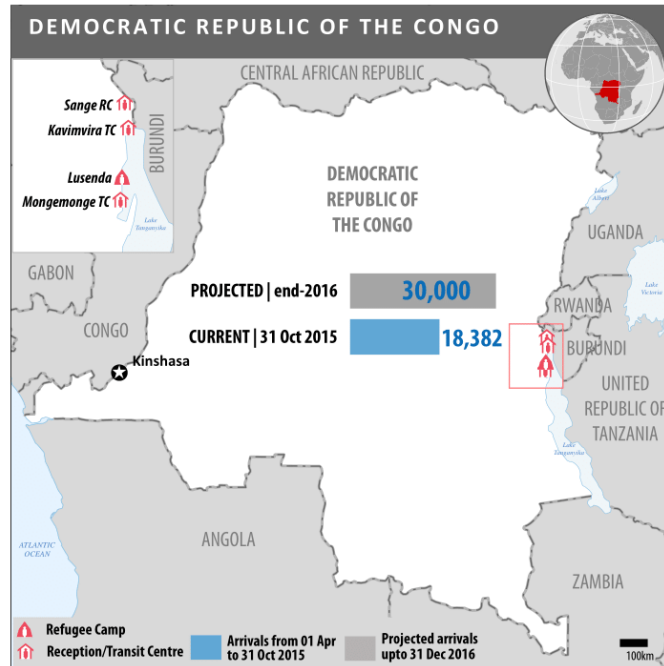 DEMOCRATIC REPUBLIC OF THE CONGO
CENTRAL AFRICAN REPUBLIC
Sange RC
Kavimvira TC
BURUNDI
Lusenda
Mongemonge TC
Lake
Tanganyika
DEMOCRATIC
REPUBLIC OF
THE CONGO
Lake
Albert
UGANDA
Lake
Victoria
GABON
PROJECTED | end-2016
30,000
RWANDA
CONGO
CURRENT | 31 Oct 2015
18,382
BURUNDI
Kinshasa
UNITED
REPUBLIC OF
TANZANIA
Lake
Tanganyika
ATLANTIC
OCEAN
ANGOLA
ZAMBIA
Refugee Camp
Reception/Transit Centre
Arrivals from 01 Apr
to 31 Oct 2015
Projected arrivals
upto 31 Dec 2016
100km